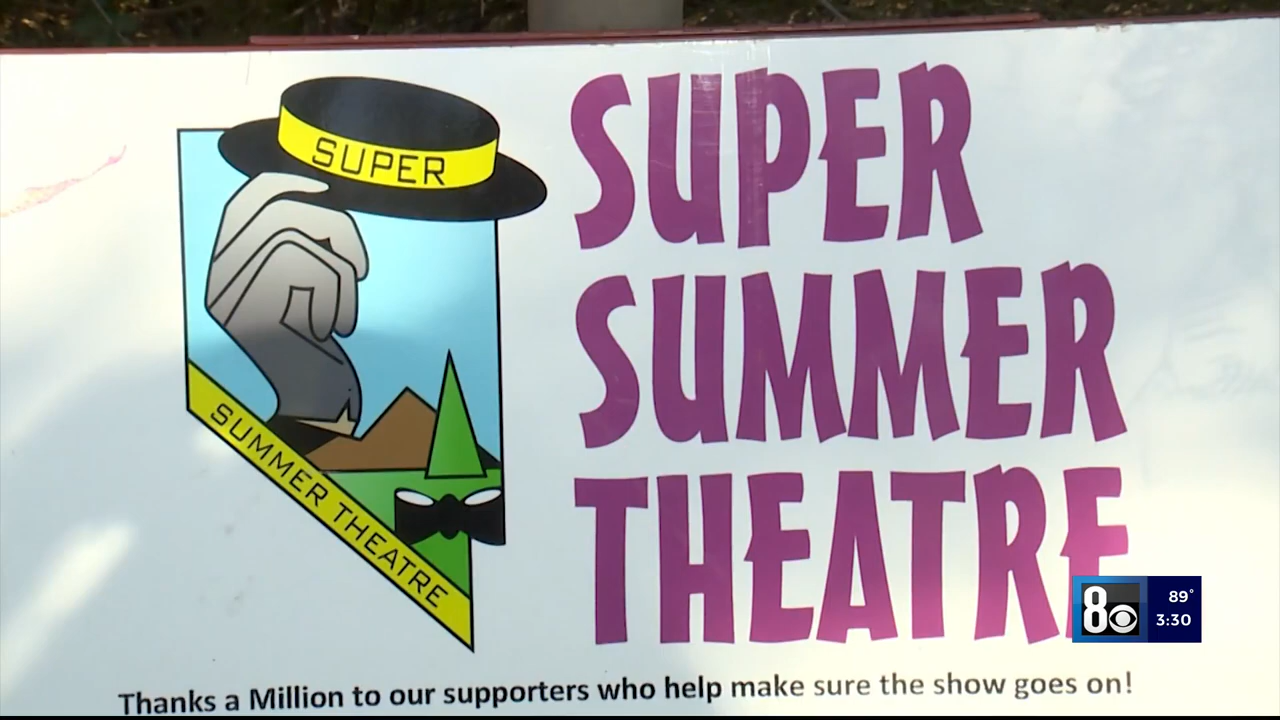 SUPER
SUMMER THEATRE
SUPER
SUMMER
THEATRE
8
89°
3:30
Thanks a Million to our supporters who help make sure the show goes on!